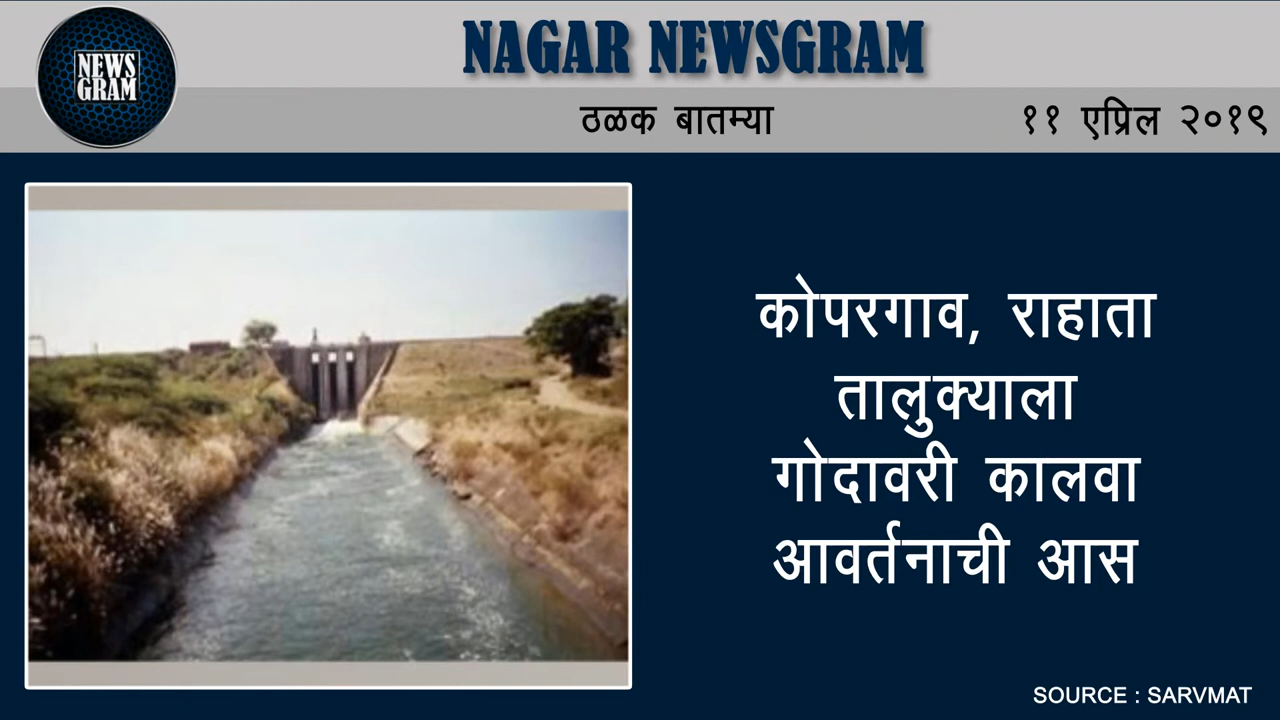 NEWS
GRAM
NAGAR NEWSGRAM
ठळक बातम्या
११ एप्रिल २०१९
कोपरगाव, राहाता
तालुक्याला
गोदावरी कालवा
आवर्तनाची आस
SOURCE : SARVMAT